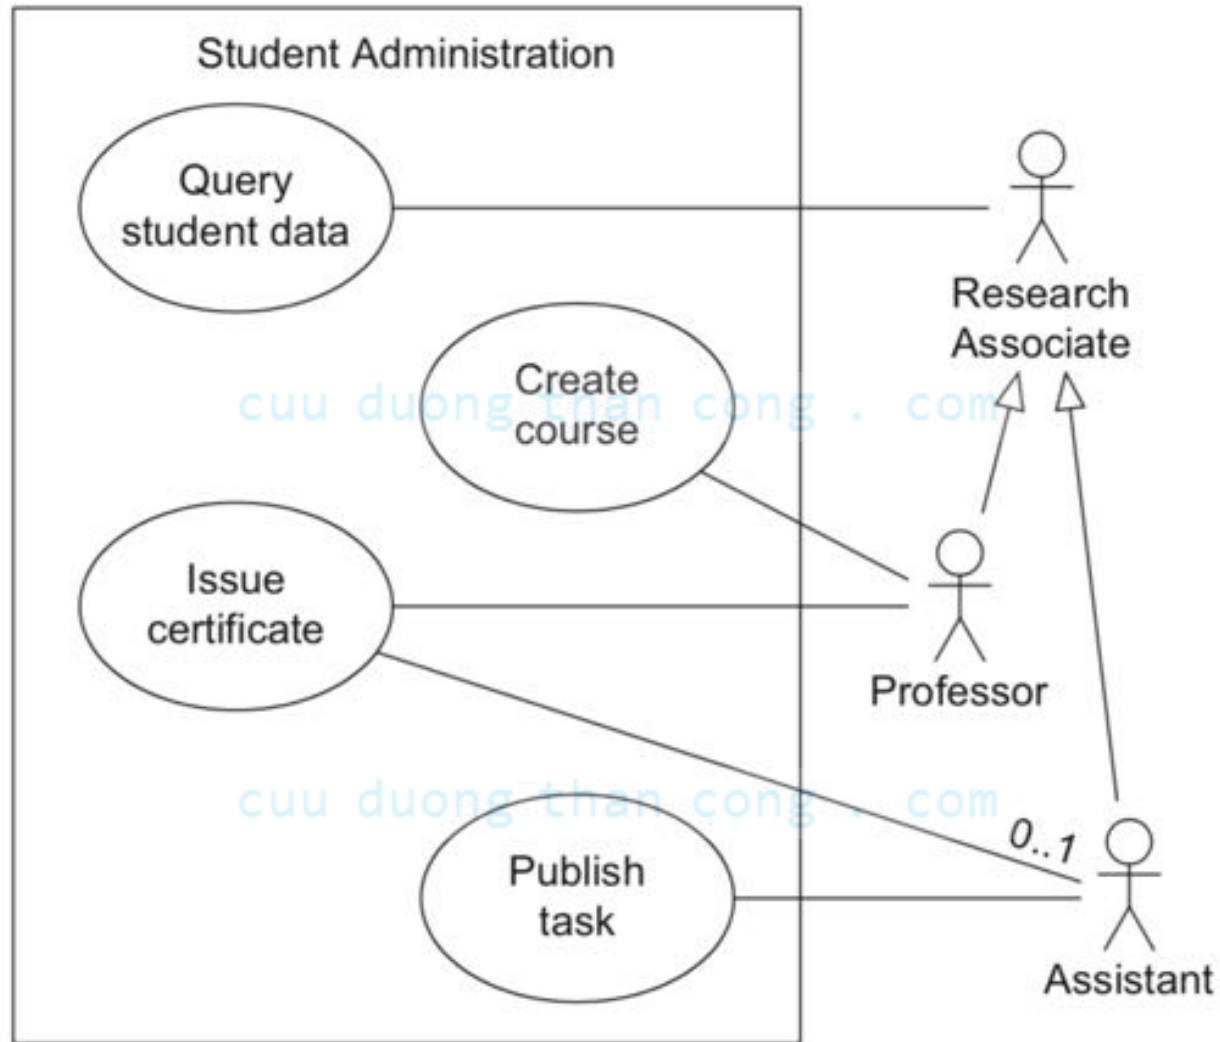 Student Administration
Query
student data
Research
Associate
Create
course
cuu duong than cong . com
Issue
certificate
Professor
cuu duong than cong . com
0..1
Publish
task
Assistant